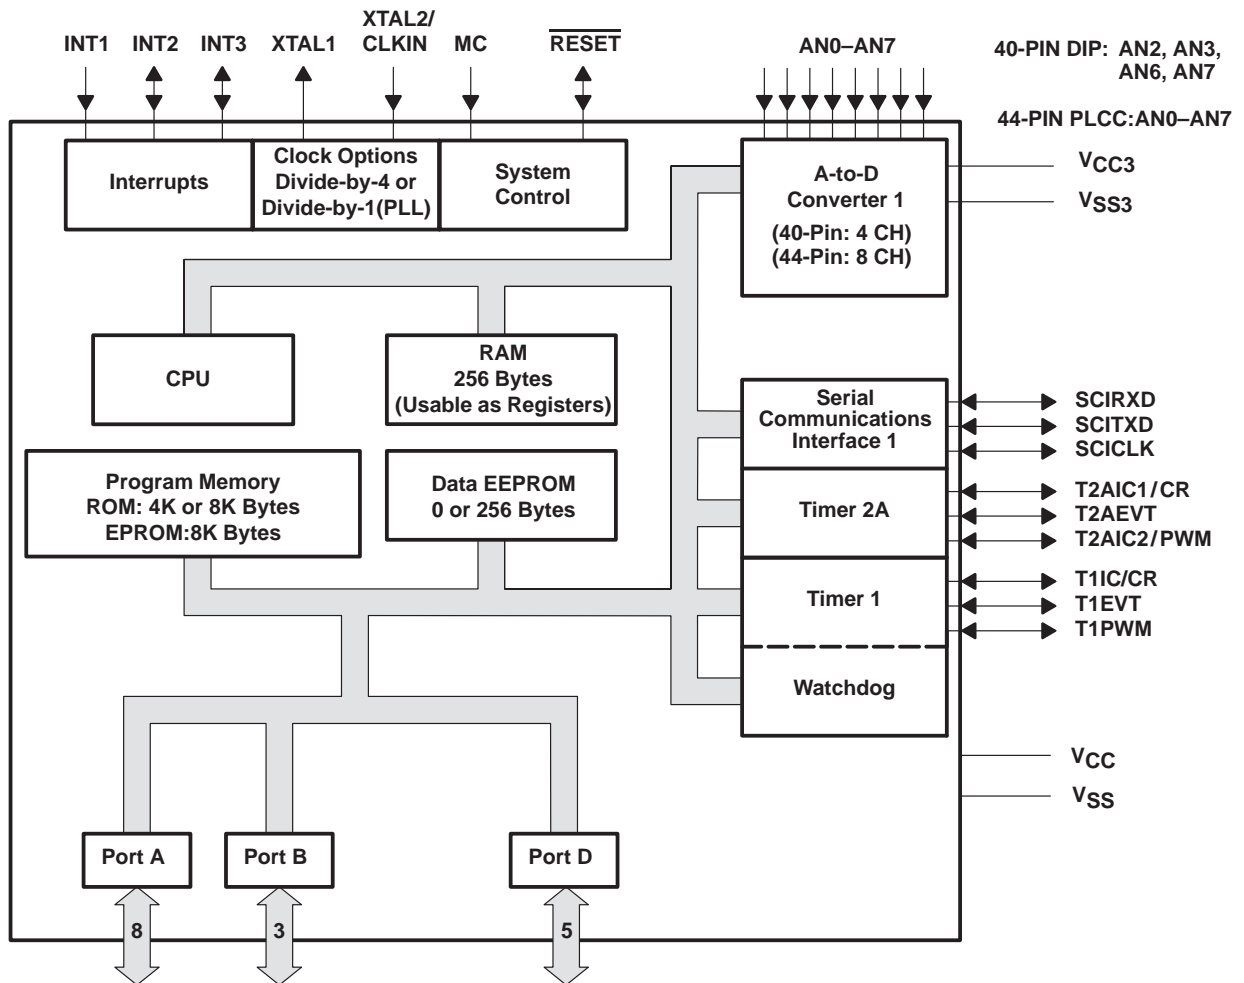 INT1
INT2
INT3
XTAL1
XTAL2/
CLKIN
MC
RESET
AN0–AN7
40-PIN DIP: AN2, AN3,
AN6, AN7
44-PIN PLCC:AN0–AN7
Interrupts
Clock Options
Divide-by-4 or
Divide-by-1(PLL)
System
Control
A-to-D
Converter 1
(40-Pin: 4 CH)
(44-Pin: 8 CH)
VCC3
VSS3
CPU
RAM
256 Bytes
(Usable as Registers)
Serial
Communications
Interface 1
SCIRXD
SCITXD
SCICLK
Program Memory
ROM: 4K or 8K Bytes
EPROM:8K Bytes
Data EEPROM
0 or 256 Bytes
Timer 2A
T2AIC1/CR
T2AEVT
T2AIC2/PWM
Timer 1
T1IC/CR
T1EVT
T1PWM
Watchdog
VCC
VSS
Port A
Port B
Port D
8
3
5